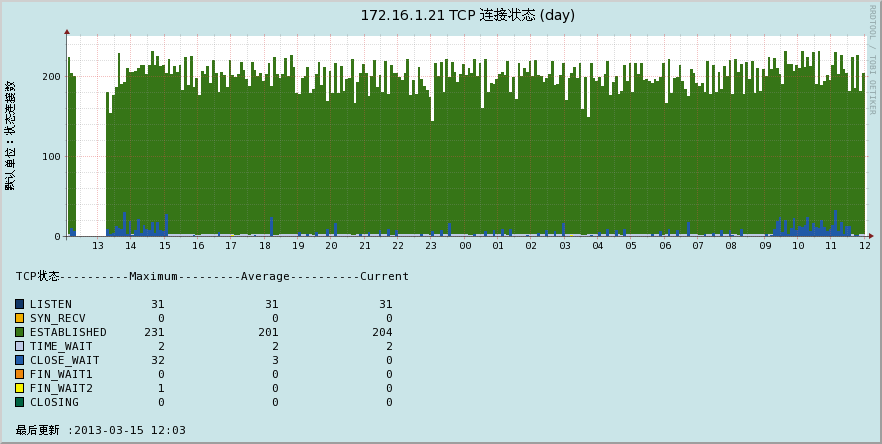 172.16.1.21 TCP 连接状态 (day)
RRDTOOL / TOBI OETIKER
默认单位：状态连接数
200
100
0
13 14 15 16 17 18 19 20 21 22 23 00 01 02 03 04 05 06 07 08 09 10 11 12
TCP状态----------Maximum---------Average----------Current
LISTEN 31 31 31
SYN_RECV 0 0 0
ESTABLISHED 231 201 204
TIME_WAIT 2 2 2
CLOSE_WAIT 32 3 0
FIN_WAIT1 0 0 0
FIN_WAIT2 1 0 0
CLOSING 0 0 0
最后更新 :2013-03-15 12:03